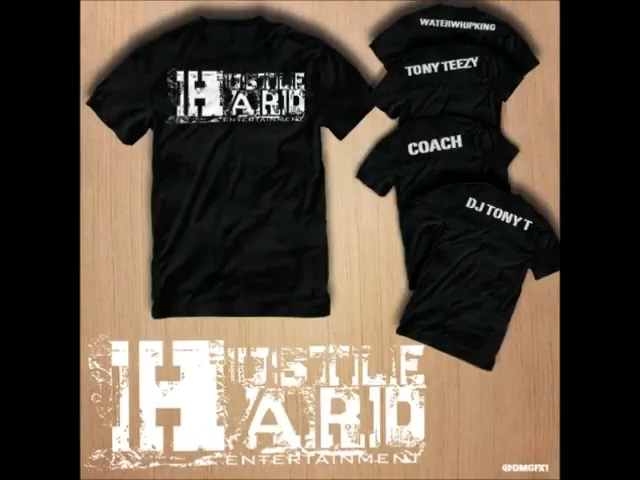 HUSTLE
HARD
ENTERTAINMENT
WATERWHIPKING
TONY TEEZY
COACH
DJ TONY T
HUSTLE
HARD
ENTERTAINMENT
@DMGFX1